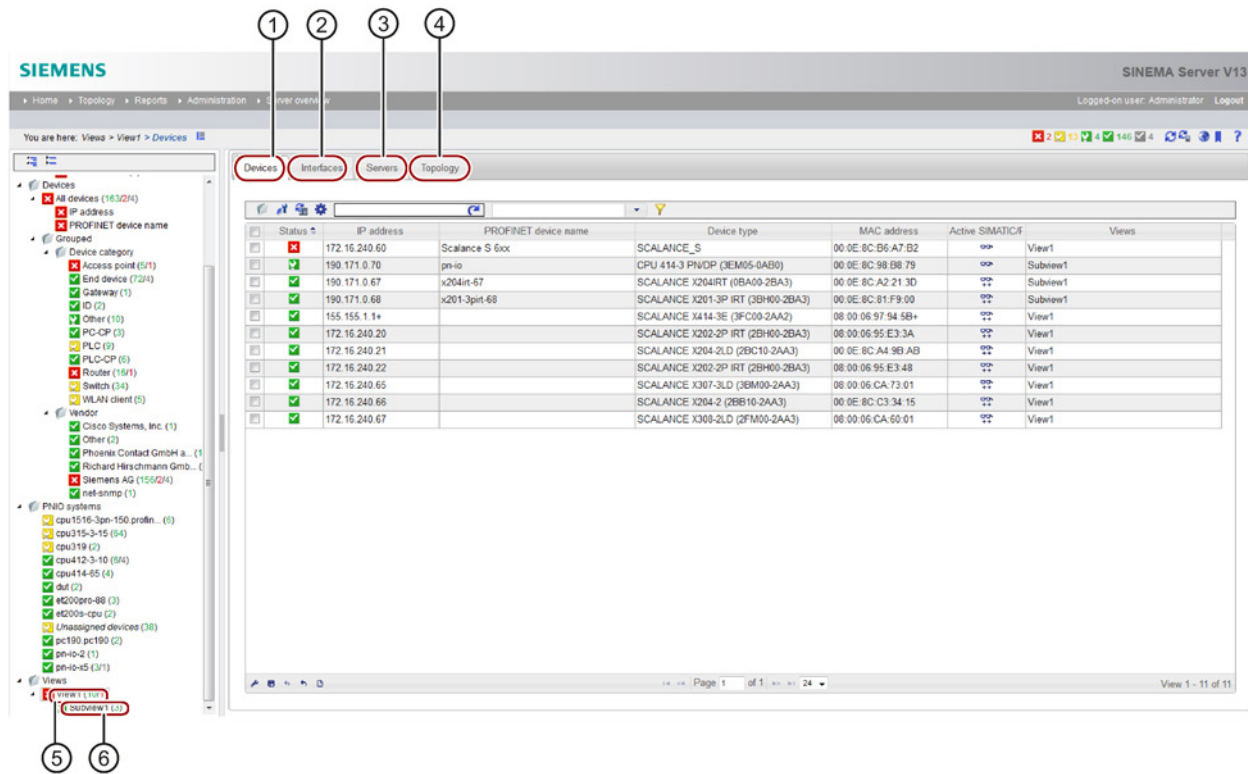 1 2 3 4
SIEMENS
SINEMA Server V13
Home Topology Reports Administration Server overview
Logged-on user: Administrator Logout
You are here: Views > View1 > Devices
2 13 4 146 4 ?
Devices Interfaces Servers Topology
Devices
All devices (163/2/4)
IP address
PROFINET device name
Grouped
Device category
Access point (5/1)
End device (72/4)
Gateway (1)
ID (2)
Other (10)
PC-CP (3)
PLC (9)
PLC-CP (6)
Router (16/1)
Switch (34)
WLAN client (5)
Vendor
Cisco Systems, Inc. (1)
Other (2)
Phoenix Contact GmbH a... (1
Richard Hirschmann Gmb... (
Siemens AG (156/2/4)
net-snmp (1)
PNIO systems
cpu1516-3pn-150.profin... (6)
cpu315-3-15 (64)
cpu319 (2)
cpu412-3-10 (6/4)
cpu414-65 (4)
dut (2)
et200pro-88 (3)
et200s-cpu (2)
Unassigned devices (38)
pc190.pc190 (2)
pn-io-2 (1)
pn-io-x5 (3/1)
Views
View1 (10/1
Subview1 (3)
Status IP address PROFINET device name Device type MAC address Active SIMATIC/F Views
172.16.240.60 Scalance S 6xx SCALANCE_S 00:0E:8C:B6:A7:B2 View1
190.171.0.70 pn-io CPU 414-3 PN/DP (3EM05-0AB0) 00:0E:8C:98:B8:79 Subview1
190.171.0.67 x204irt-67 SCALANCE X204IRT (0BA00-2BA3) 00:0E:8C:A2:21:3D Subview1
190.171.0.68 x201-3pirt-68 SCALANCE X201-3P IRT (3BH00-2BA3) 00:0E:8C:81:F9:00 Subview1
155.155.1.1+ SCALANCE X414-3E (3FC00-2AA2) 08:00:06:97:94:5B+ View1
172.16.240.20 SCALANCE X202-2P IRT (2BH00-2BA3) 08:00:06:95:E3:3A View1
172.16.240.21 SCALANCE X204-2LD (2BC10-2AA3) 00:0E:8C:A4:9B:AB View1
172.16.240.22 SCALANCE X202-2P IRT (2BH00-2BA3) 08:00:06:95:E3:48 View1
172.16.240.65 SCALANCE X307-3LD (3BM00-2AA3) 08:00:06:CA:73:01 View1
172.16.240.66 SCALANCE X204-2 (2BB10-2AA3) 00:0E:8C:C3:34:15 View1
172.16.240.67 SCALANCE X308-2LD (2FM00-2AA3) 08:00:06:CA:60:01 View1
Page 1 of 1 24 View 1 - 11 of 11
5 6